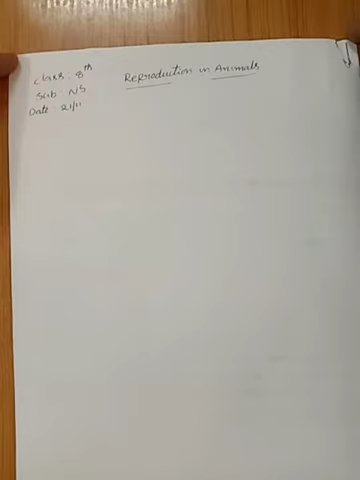 Class : 8th
Reproduction in Animals
Sub : NS
Date 21/11